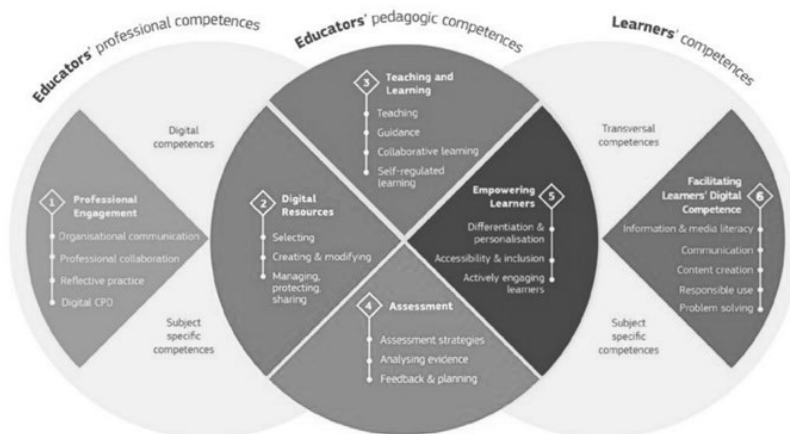 Educators' professional competences
Educators' pedagogic competences
Learners' competences
Digital
competences
Subject
specific
competences
1
Professional
Engagement
Organisational communication
Professional collaboration
Reflective practice
Digital CPD
2
Digital
Resources
Selecting
Creating & modifying
Managing,
protecting,
sharing
3
Teaching and
Learning
Teaching
Guidance
Collaborative learning
Self-regulated
learning
4
Assessment
Assessment strategies
Analysing evidence
Feedback & planning
5
Empowering
Learners
Differentiation &
personalisation
Accessibility & inclusion
Actively engaging
learners
Transversal
competences
Subject
specific
competences
6
Facilitating
Learners' Digital
Competence
Information & media literacy
Communication
Content creation
Responsible use
Problem solving